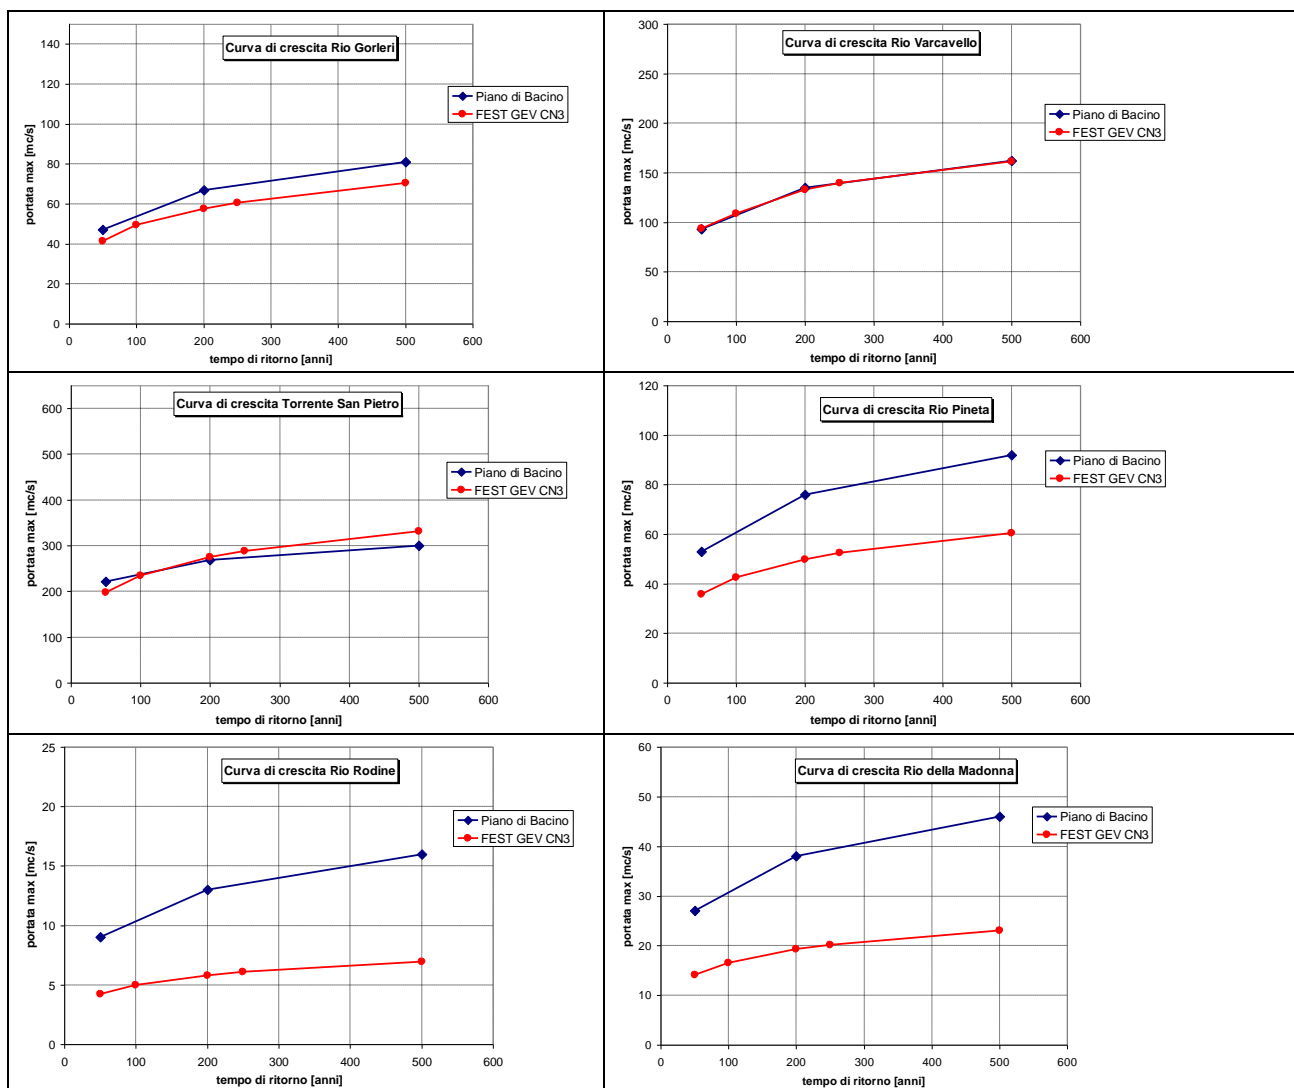 Curva di crescita Rio Gorleri
portata max [mc/s]
140
120
100
80
60
40
20
0
0 100 200 300 400 500 600
tempo di ritorno [anni]
Piano di Bacino
FEST GEV CN3
Curva di crescita Rio Varcavello
portata max [mc/s]
300
250
200
150
100
50
0
0 100 200 300 400 500 600
tempo di ritorno [anni]
Piano di Bacino
FEST GEV CN3
Curva di crescita Torrente San Pietro
portata max [mc/s]
600
500
400
300
200
100
0
0 100 200 300 400 500 600
tempo di ritorno [anni]
Piano di Bacino
FEST GEV CN3
Curva di crescita Rio Pineta
portata max [mc/s]
120
100
80
60
40
20
0
0 100 200 300 400 500 600
tempo di ritorno [anni]
Piano di Bacino
FEST GEV CN3
Curva di crescita Rio Rodine
portata max [mc/s]
25
20
15
10
5
0
0 100 200 300 400 500 600
tempo di ritorno [anni]
Piano di Bacino
FEST GEV CN3
Curva di crescita Rio della Madonna
portata max [mc/s]
60
50
40
30
20
10
0
0 100 200 300 400 500 600
tempo di ritorno [anni]
Piano di Bacino
FEST GEV CN3